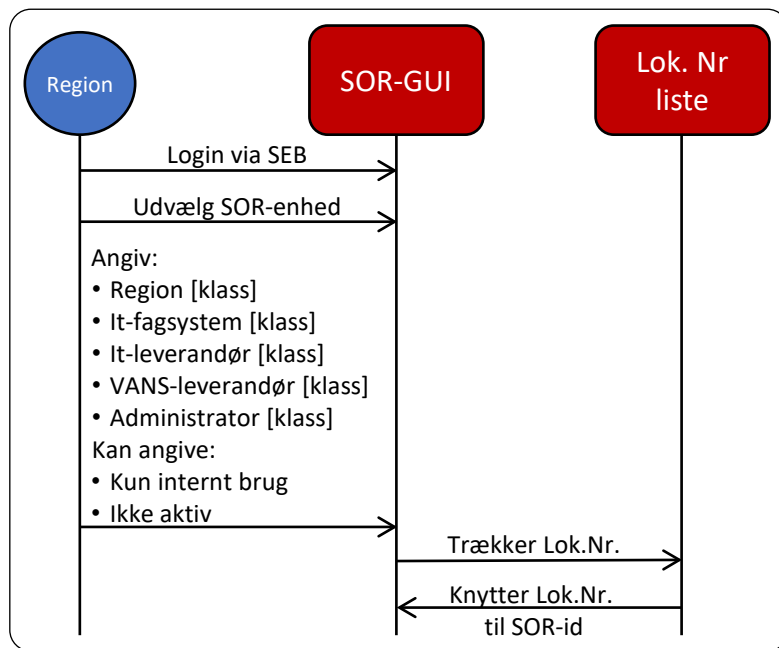 Region
SOR-GUI
Lok. Nr
liste
Login via SEB
Udvælg SOR-enhed
Angiv:
• Region [klass]
• It-fagsystem [klass]
• It-leverandør [klass]
• VANS-leverandør [klass]
• Administrator [klass]
Kan angive:
• Kun internt brug
• Ikke aktiv
Trækker Lok.Nr.
Knytter Lok.Nr.
til SOR-id